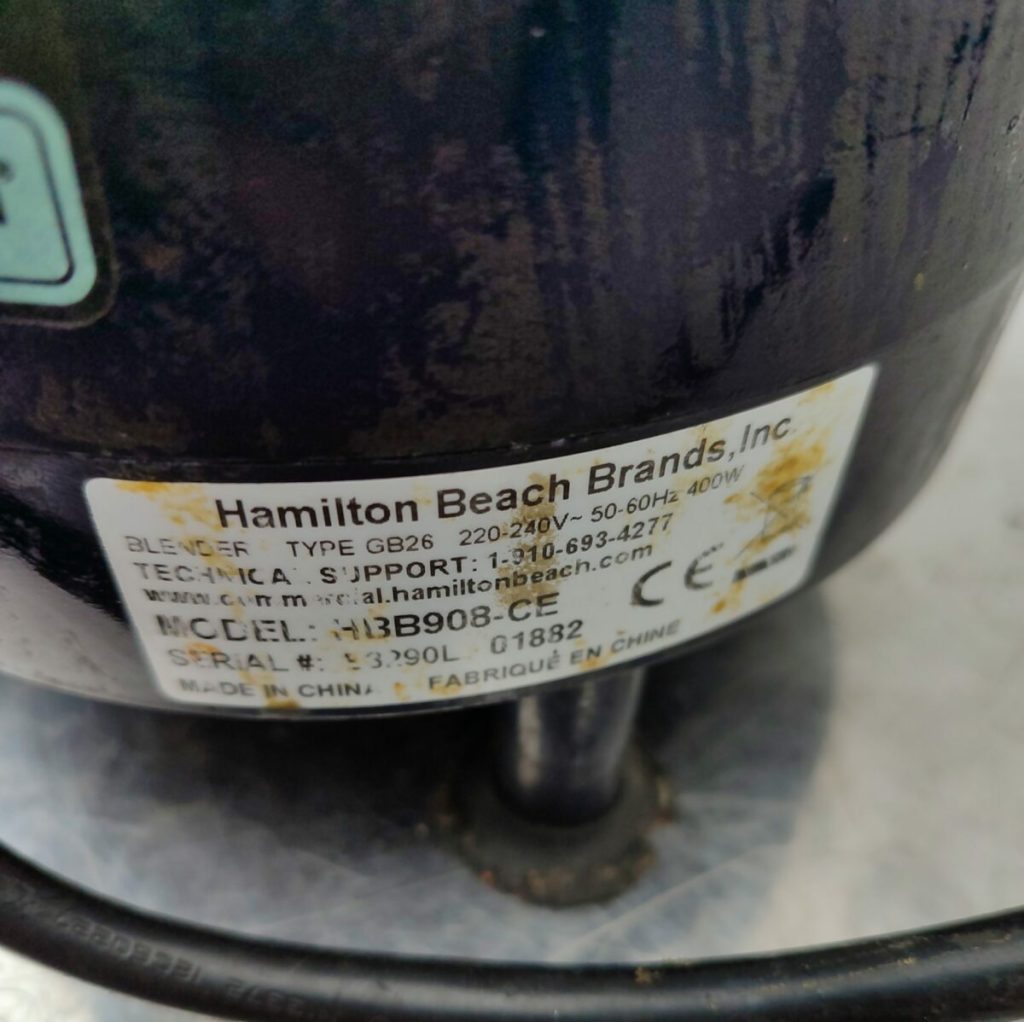 Hamilton Beach Brands,Inc.
BLENDER TYPE GB26 220-240V~ 50-60Hz 400W
TECHNICAL SUPPORT: 1-910-693-4277
www.commercial.hamiltonbeach.com
MODEL: HBB908-CE
SERIAL #: 01882
MADE IN CHINA FABRIQUÉ EN CHINE
CE